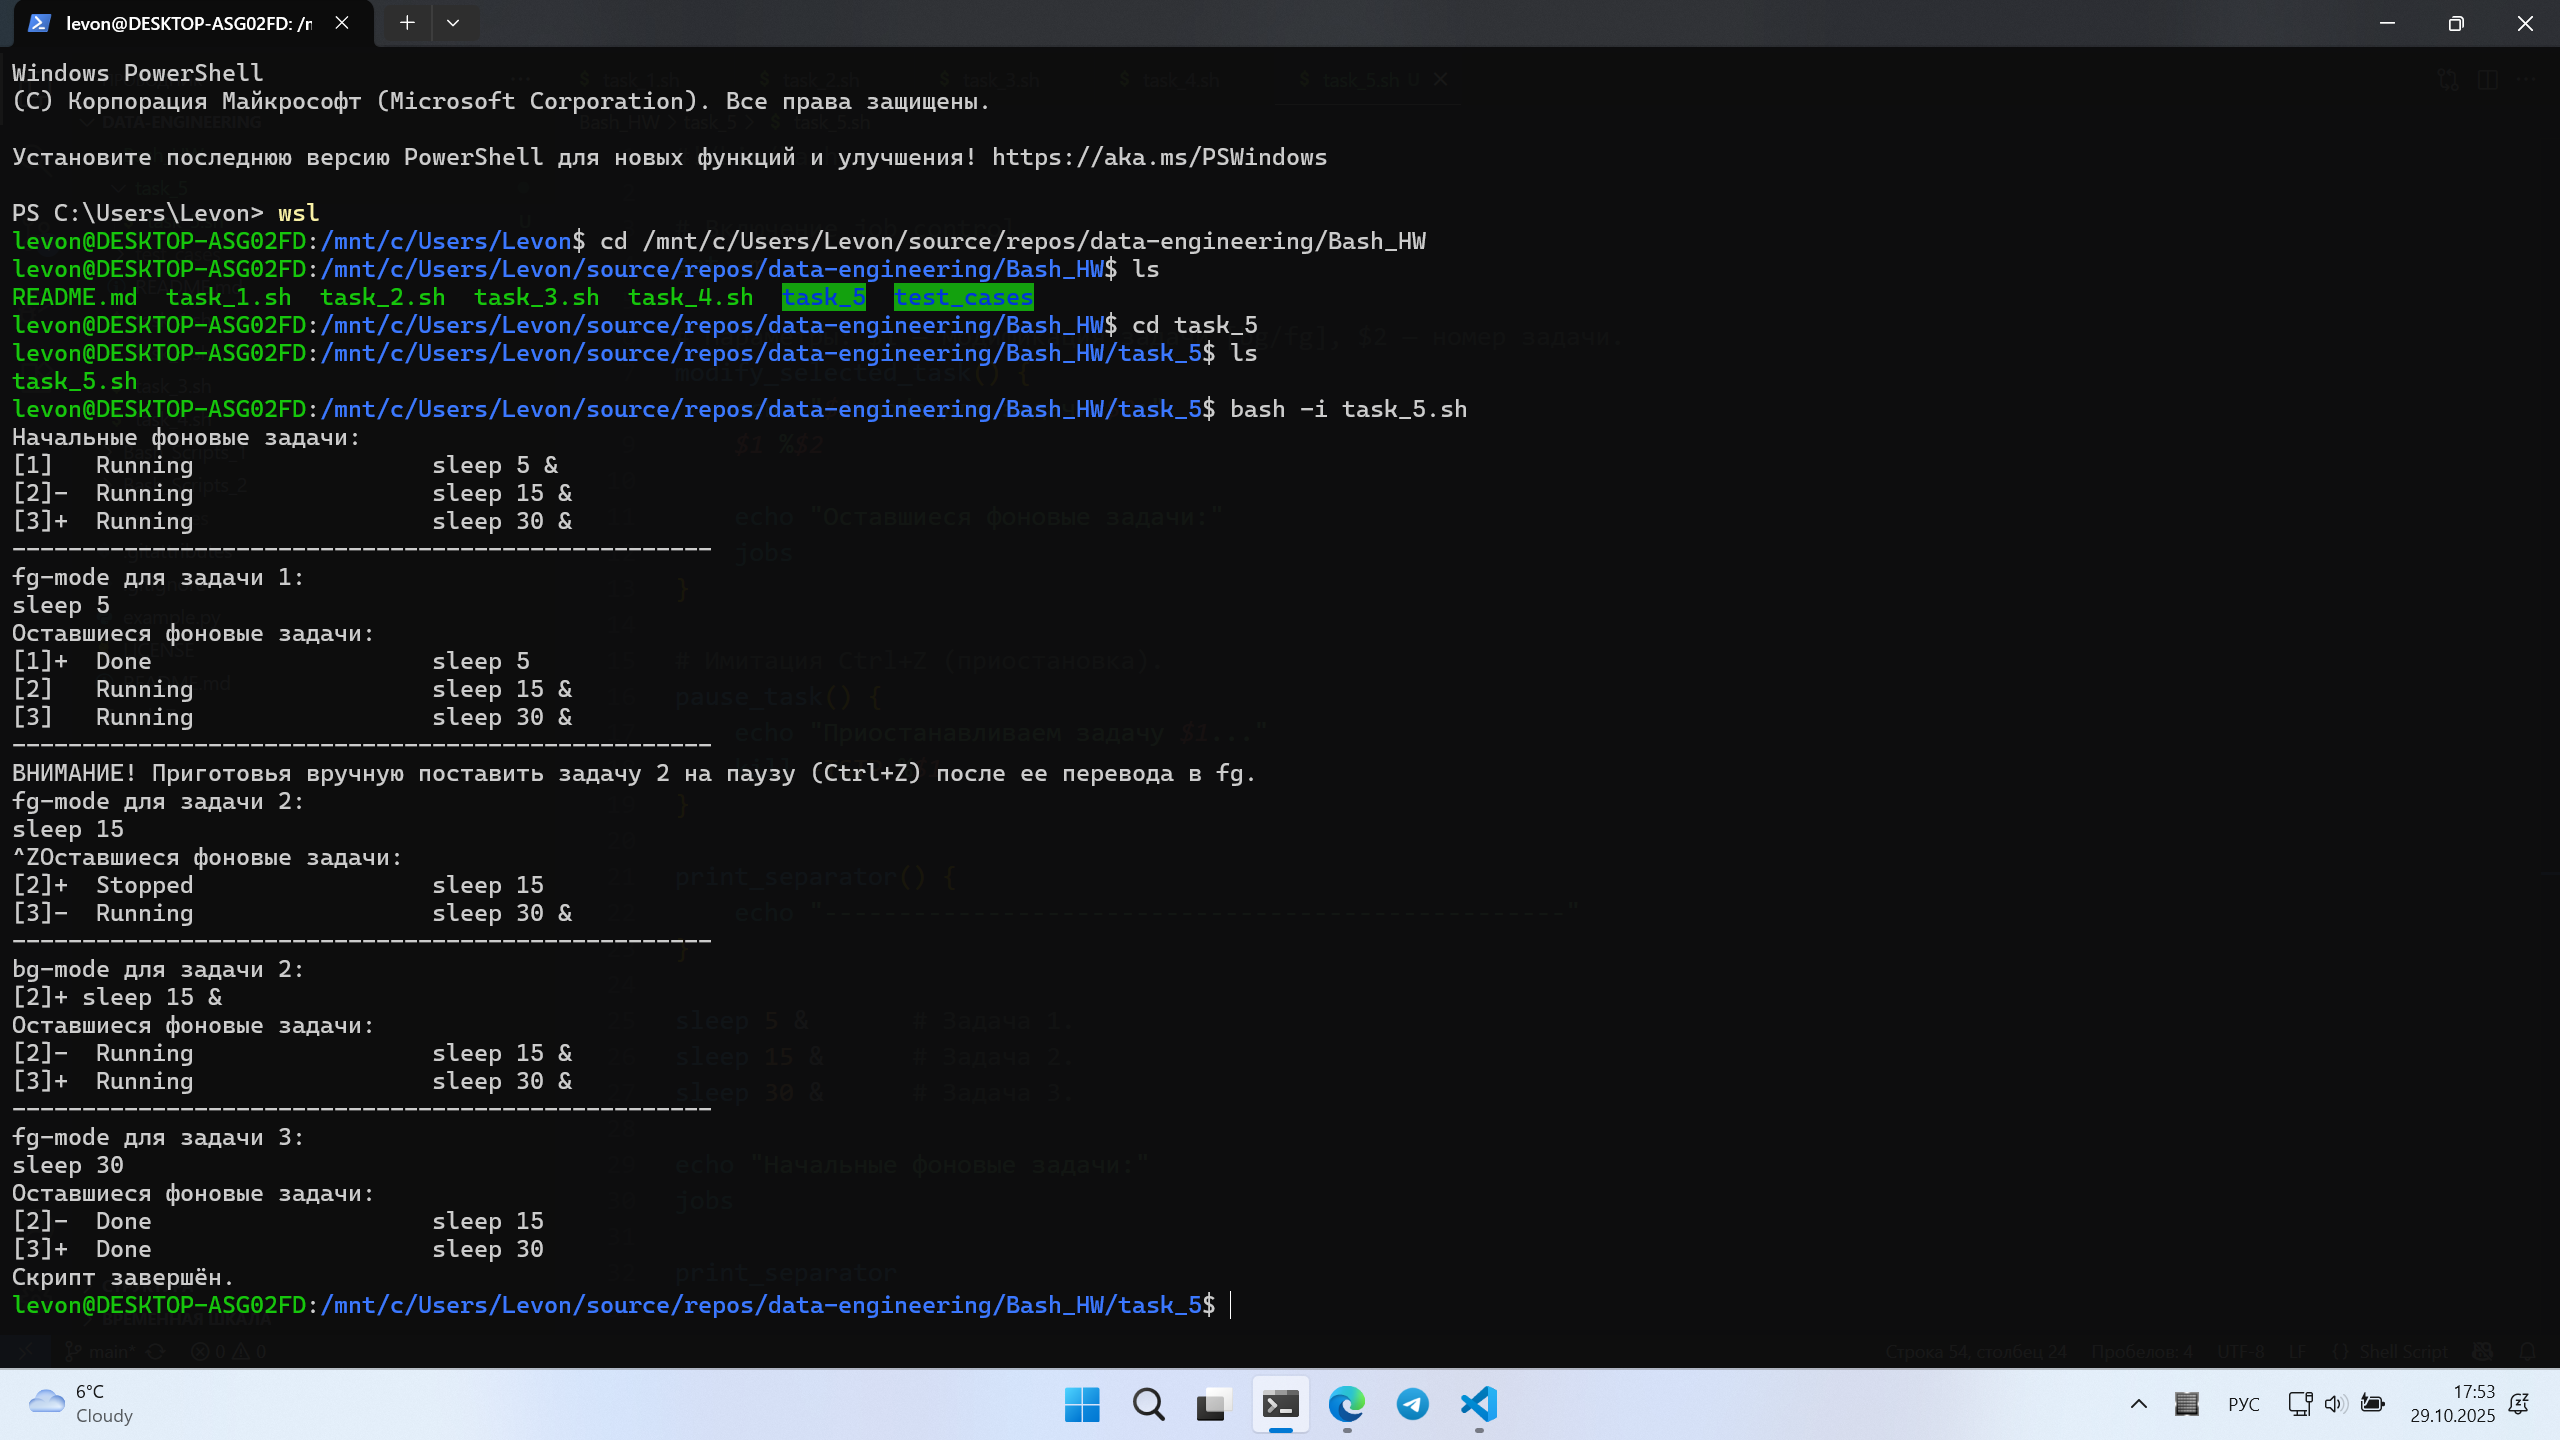 levon@DESKTOP-ASG02FD: /n
Windows PowerShell
(C) Корпорация Майкрософт (Microsoft Corporation). Все права защищены.
Установите последнюю версию PowerShell для новых функций и улучшения! https://aka.ms/PSWindows
PS C:\Users\Levon> wsl
levon@DESKTOP-ASG02FD:/mnt/c/Users/Levon$ cd /mnt/c/Users/Levon/source/repos/data-engineering/Bash_HW
levon@DESKTOP-ASG02FD:/mnt/c/Users/Levon/source/repos/data-engineering/Bash_HW$ ls
README.md  task_1.sh  task_2.sh  task_3.sh  task_4.sh  task_5  test_cases
levon@DESKTOP-ASG02FD:/mnt/c/Users/Levon/source/repos/data-engineering/Bash_HW$ cd task_5
levon@DESKTOP-ASG02FD:/mnt/c/Users/Levon/source/repos/data-engineering/Bash_HW/task_5$ ls
task_5.sh
levon@DESKTOP-ASG02FD:/mnt/c/Users/Levon/source/repos/data-engineering/Bash_HW/task_5$ bash -i task_5.sh
Начальные фоновые задачи:
[1]   Running                 sleep 5 &
[2]-  Running                 sleep 15 &
[3]+  Running                 sleep 30 &
--------------------------------------------------
fg-mode для задачи 1:
sleep 5
Оставшиеся фоновые задачи:
[1]+  Done                    sleep 5
[2]   Running                 sleep 15 &
[3]   Running                 sleep 30 &
--------------------------------------------------
ВНИМАНИЕ! Приготовья вручную поставить задачу 2 на паузу (Ctrl+Z) после ее перевода в fg.
fg-mode для задачи 2:
sleep 15
^ZОставшиеся фоновые задачи:
[2]+  Stopped                 sleep 15
[3]-  Running                 sleep 30 &
--------------------------------------------------
bg-mode для задачи 2:
[2]+ sleep 15 &
Оставшиеся фоновые задачи:
[2]-  Running                 sleep 15 &
[3]+  Running                 sleep 30 &
--------------------------------------------------
fg-mode для задачи 3:
sleep 30
Оставшиеся фоновые задачи:
[2]-  Done                    sleep 15
[3]+  Done                    sleep 30
Скрипт завершён.
levon@DESKTOP-ASG02FD:/mnt/c/Users/Levon/source/repos/data-engineering/Bash_HW/task_5$
6°C
Cloudy
РУС
17:53
29.10.2025